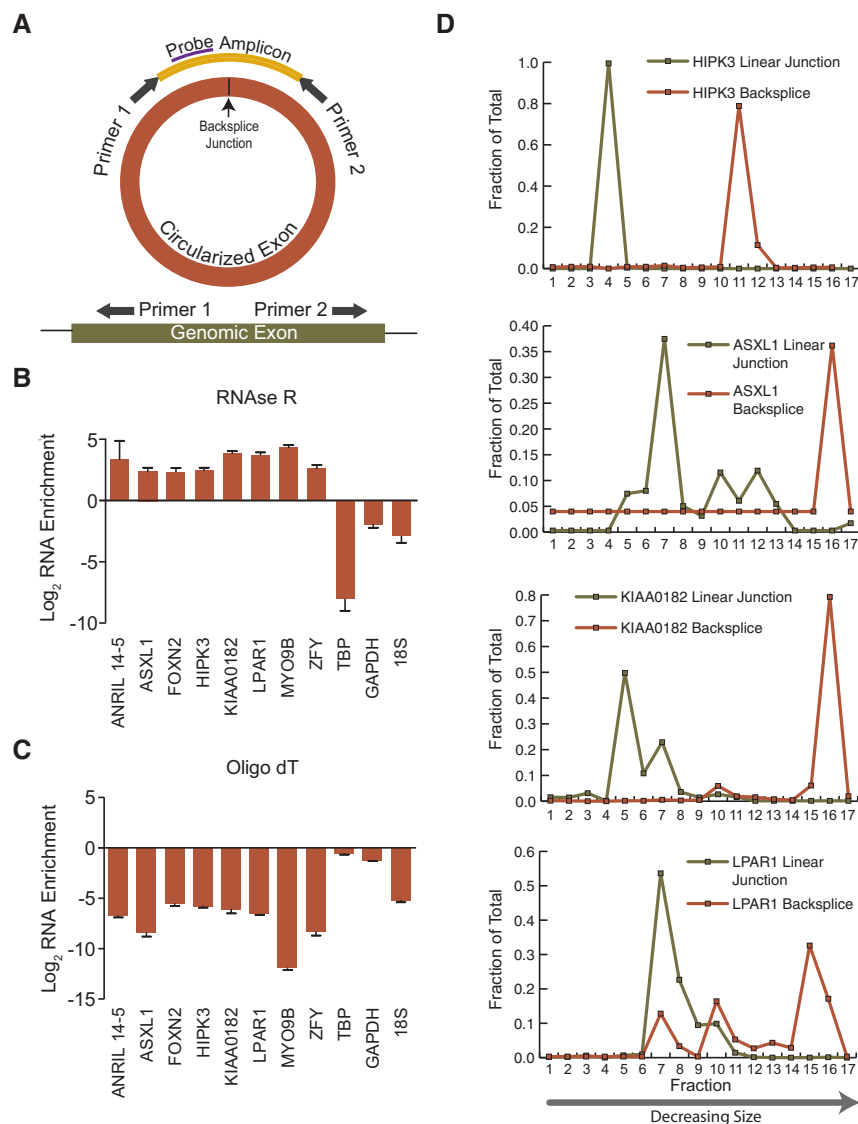 A
Probe Amplicon
Primer 1
Primer 2
Backsplice
Junction
Circularized Exon
Primer 1
Primer 2
Genomic Exon
B
RNAse R
Log2 RNA Enrichment
5
0
-5
-10
ANRIL 14-5
ASXL1
FOXN2
HIPK3
KIAA0182
LPAR1
MYO9B
ZFY
TBP
GAPDH
18S
C
Oligo dT
Log2 RNA Enrichment
5
0
-5
-10
-15
ANRIL 14-5
ASXL1
FOXN2
HIPK3
KIAA0182
LPAR1
MYO9B
ZFY
TBP
GAPDH
18S
D
HIPK3 Linear Junction
HIPK3 Backsplice
Fraction of Total
1.0
0.8
0.6
0.4
0.2
0.0
1 2 3 4 5 6 7 8 9 10 11 12 13 14 15 16 17
ASXL1 Linear
Junction
ASXL1
Backsplice
Fraction of Total
0.40
0.35
0.30
0.25
0.20
0.15
0.10
0.05
0.00
1 2 3 4 5 6 7 8 9 10 11 12 13 14 15 16 17
KIAA0182 Linear Junction
KIAA0182 Backsplice
Fraction of Total
0.8
0.7
0.6
0.5
0.4
0.3
0.2
0.1
0.0
1 2 3 4 5 6 7 8 9 10 11 12 13 14 15 16 17
LPAR1 Linear
Junction
LPAR1 Backsplice
Fraction of Total
0.6
0.5
0.4
0.3
0.2
0.1
0.0
1 2 3 4 5 6 7 8 9 10 11 12 13 14 15 16 17
Fraction
Decreasing Size